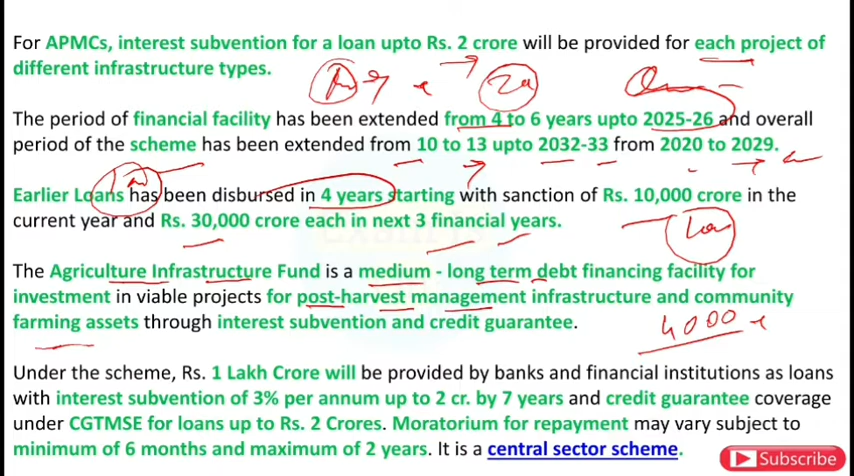 For APMCs, interest subvention for a loan upto Rs. 2 crore will be provided for each project of
different infrastructure types.
The period of financial facility has been extended from 4 to 6 years upto 2025-26 and overall
period of the scheme has been extended from 10 to 13 upto 2032-33 from 2020 to 2029.
Earlier Loans has been disbursed in 4 years starting with sanction of Rs. 10,000 crore in the
current year and Rs. 30,000 crore each in next 3 financial years.
The Agriculture Infrastructure Fund is a medium - long term debt financing facility for
investment in viable projects for post-harvest management infrastructure and community
farming assets through interest subvention and credit guarantee.
4000
Under the scheme, Rs. 1 Lakh Crore will be provided by banks and financial institutions as loans
with interest subvention of 3% per annum up to 2 cr. by 7 years and credit guarantee coverage
under CGTMSE for loans up to Rs. 2 Crores. Moratorium for repayment may vary subject to
minimum of 6 months and maximum of 2 years. It is a central sector scheme.
Subscribe